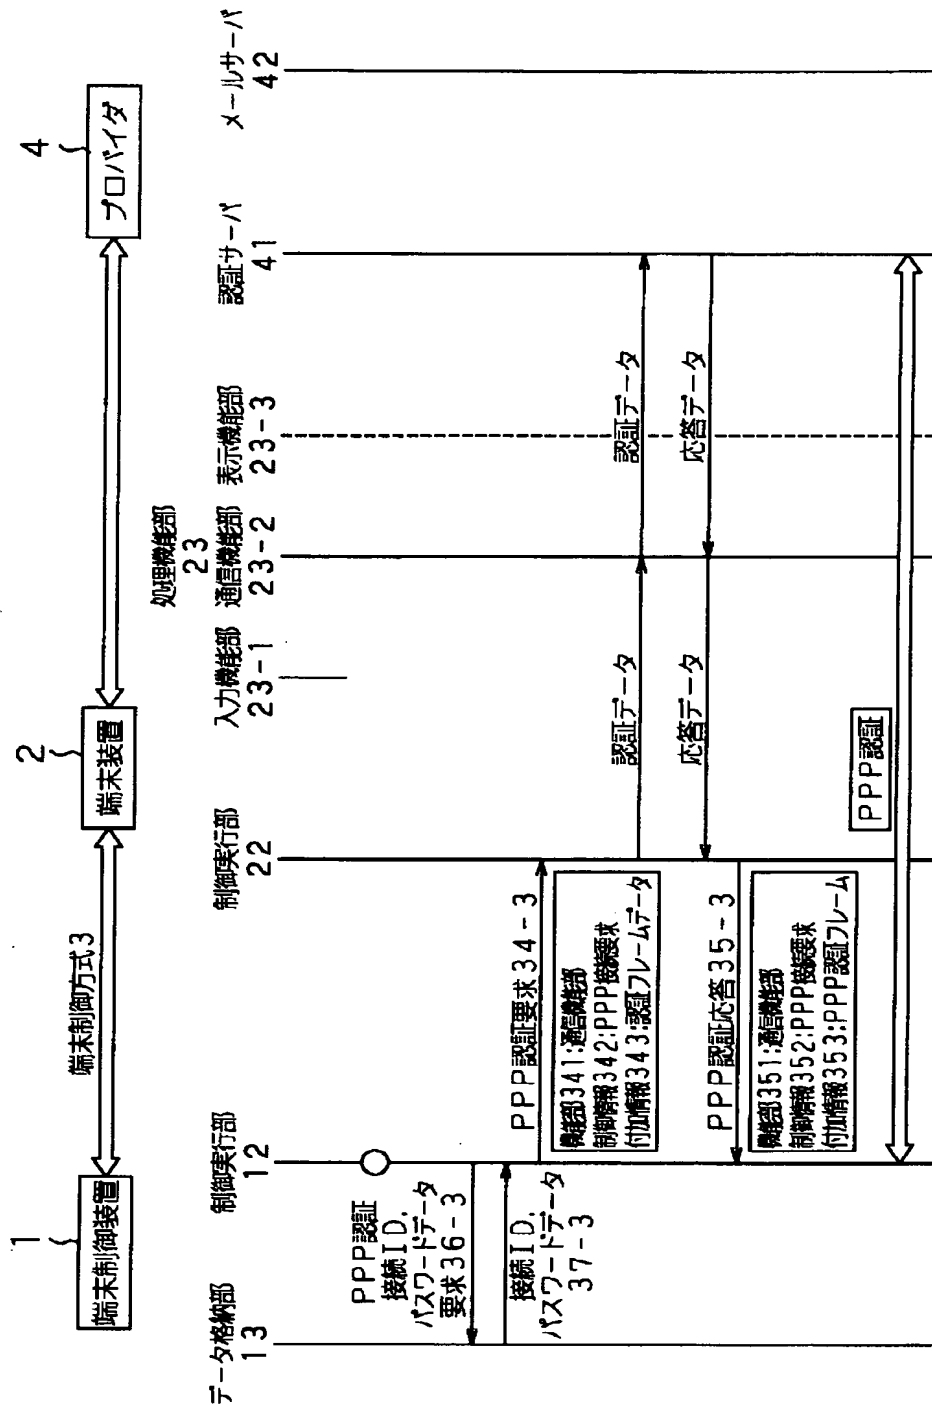 1
端末制御装置
端末制御方式3
2
端末装置
4
プロバイダ
処理機能部
23
データ格納部
13
制御実行部
12
制御実行部
22
入力機能部
23-1
通信機能部
23-2
表示機能部
23-3
認証サーバ
41
メールサーバ
42
PPP認証
接続ID,
パスワードデータ
要求36-3
接続ID,
パスワードデータ
37-3
PPP認証要求34-3
機能部341:通信機能部
制御情報342:PPP接続要求
付加情報343:認証フレームデータ
認証データ
認証データ
応答データ
応答データ
PPP認証応答35-3
機能部351:通信機能部
制御情報352:PPP接続要求
付加情報353:PPP認証フレーム
PPP認証